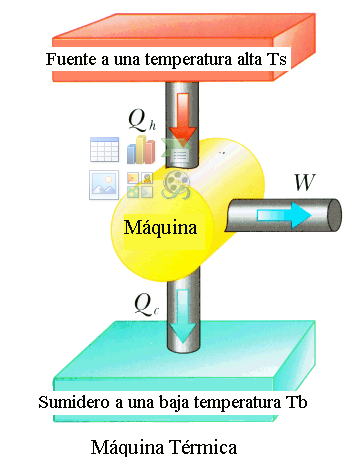 Fuente a una temperatura alta Ts
Qh
W
Máquina
Qc
Sumidero a una baja temperatura Tb
Máquina Térmica